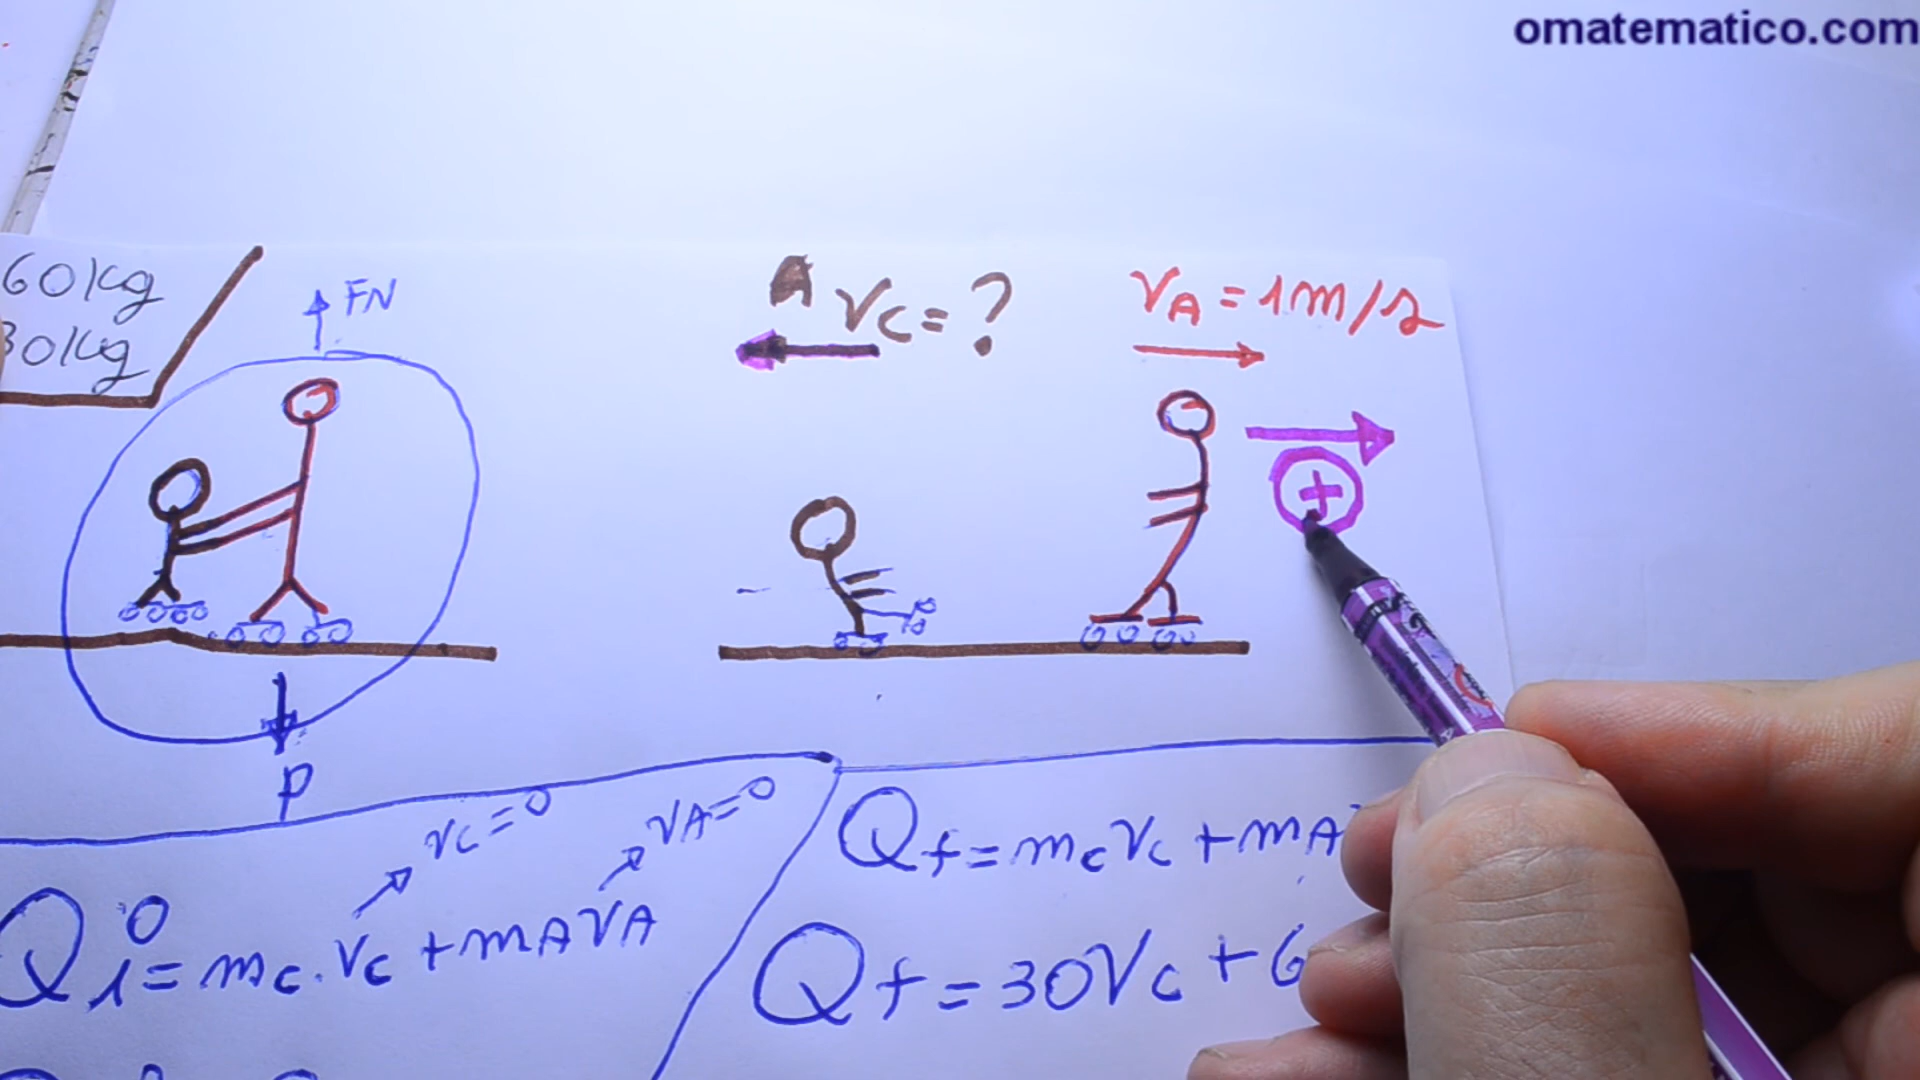 omatematico.com
60kg
30kg
FN
A
VC = ?
VA = 1m/s
+
P
VC = 0
VA = 0
Qf = mCVC + mA
0
Qi = mC.VC + mAVA
Qf = 30VC + 6